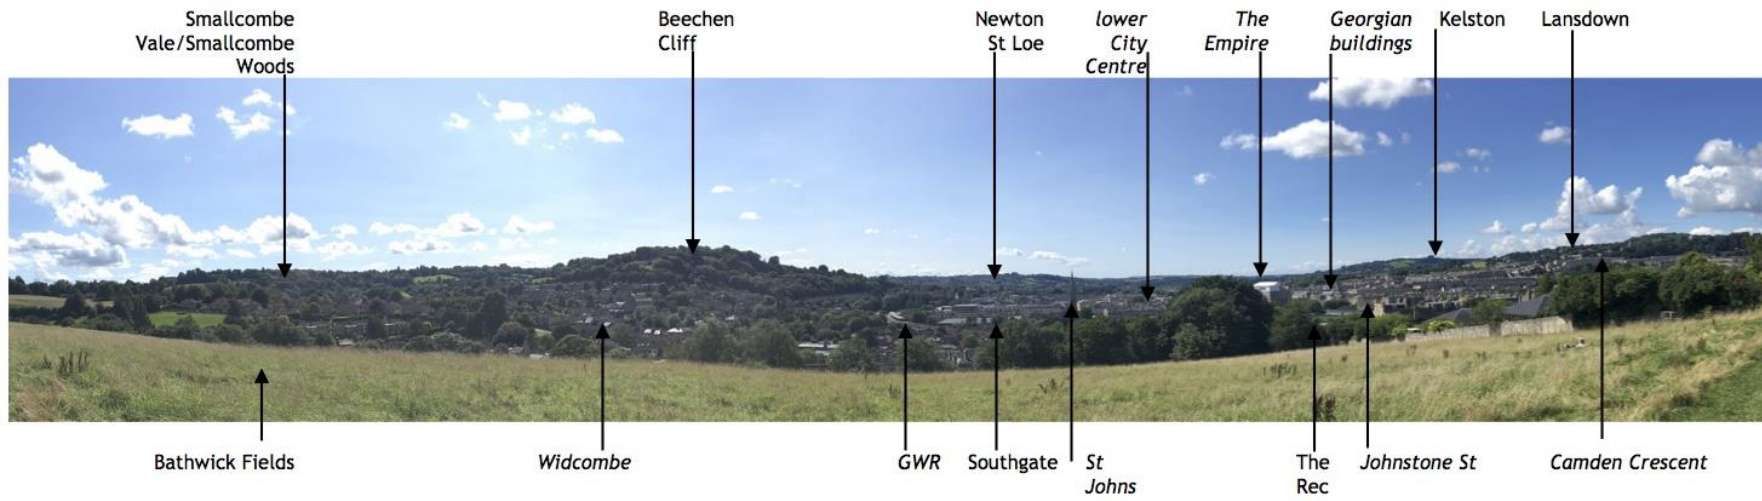 Smallcombe
Vale/Smallcombe
Woods
Beechen
Cliff
Newton
St Loe
lower
City
Centre
The
Empire
Georgian
buildings
Kelston
Lansdown
Bathwick Fields
Widcombe
GWR
Southgate
St
Johns
The
Rec
Johnstone St
Camden Crescent